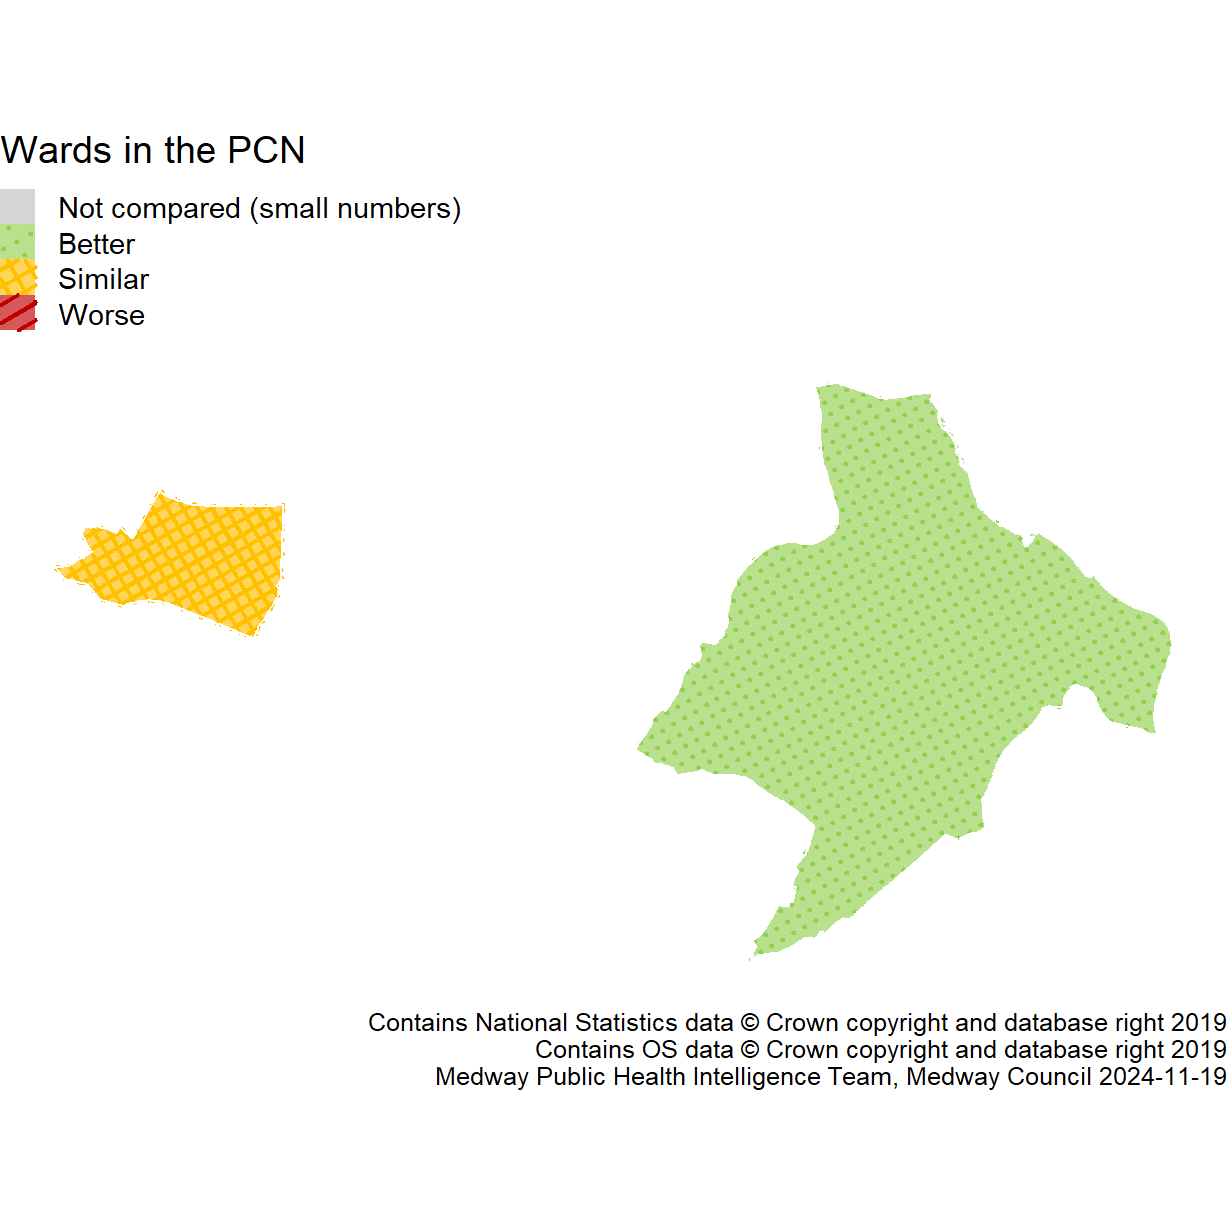 Wards in the PCN
Not compared (small numbers)
Better
Similar
Worse
Contains National Statistics data © Crown copyright and database right 2019
Contains OS data © Crown copyright and database right 2019
Medway Public Health Intelligence Team, Medway Council 2024-11-19